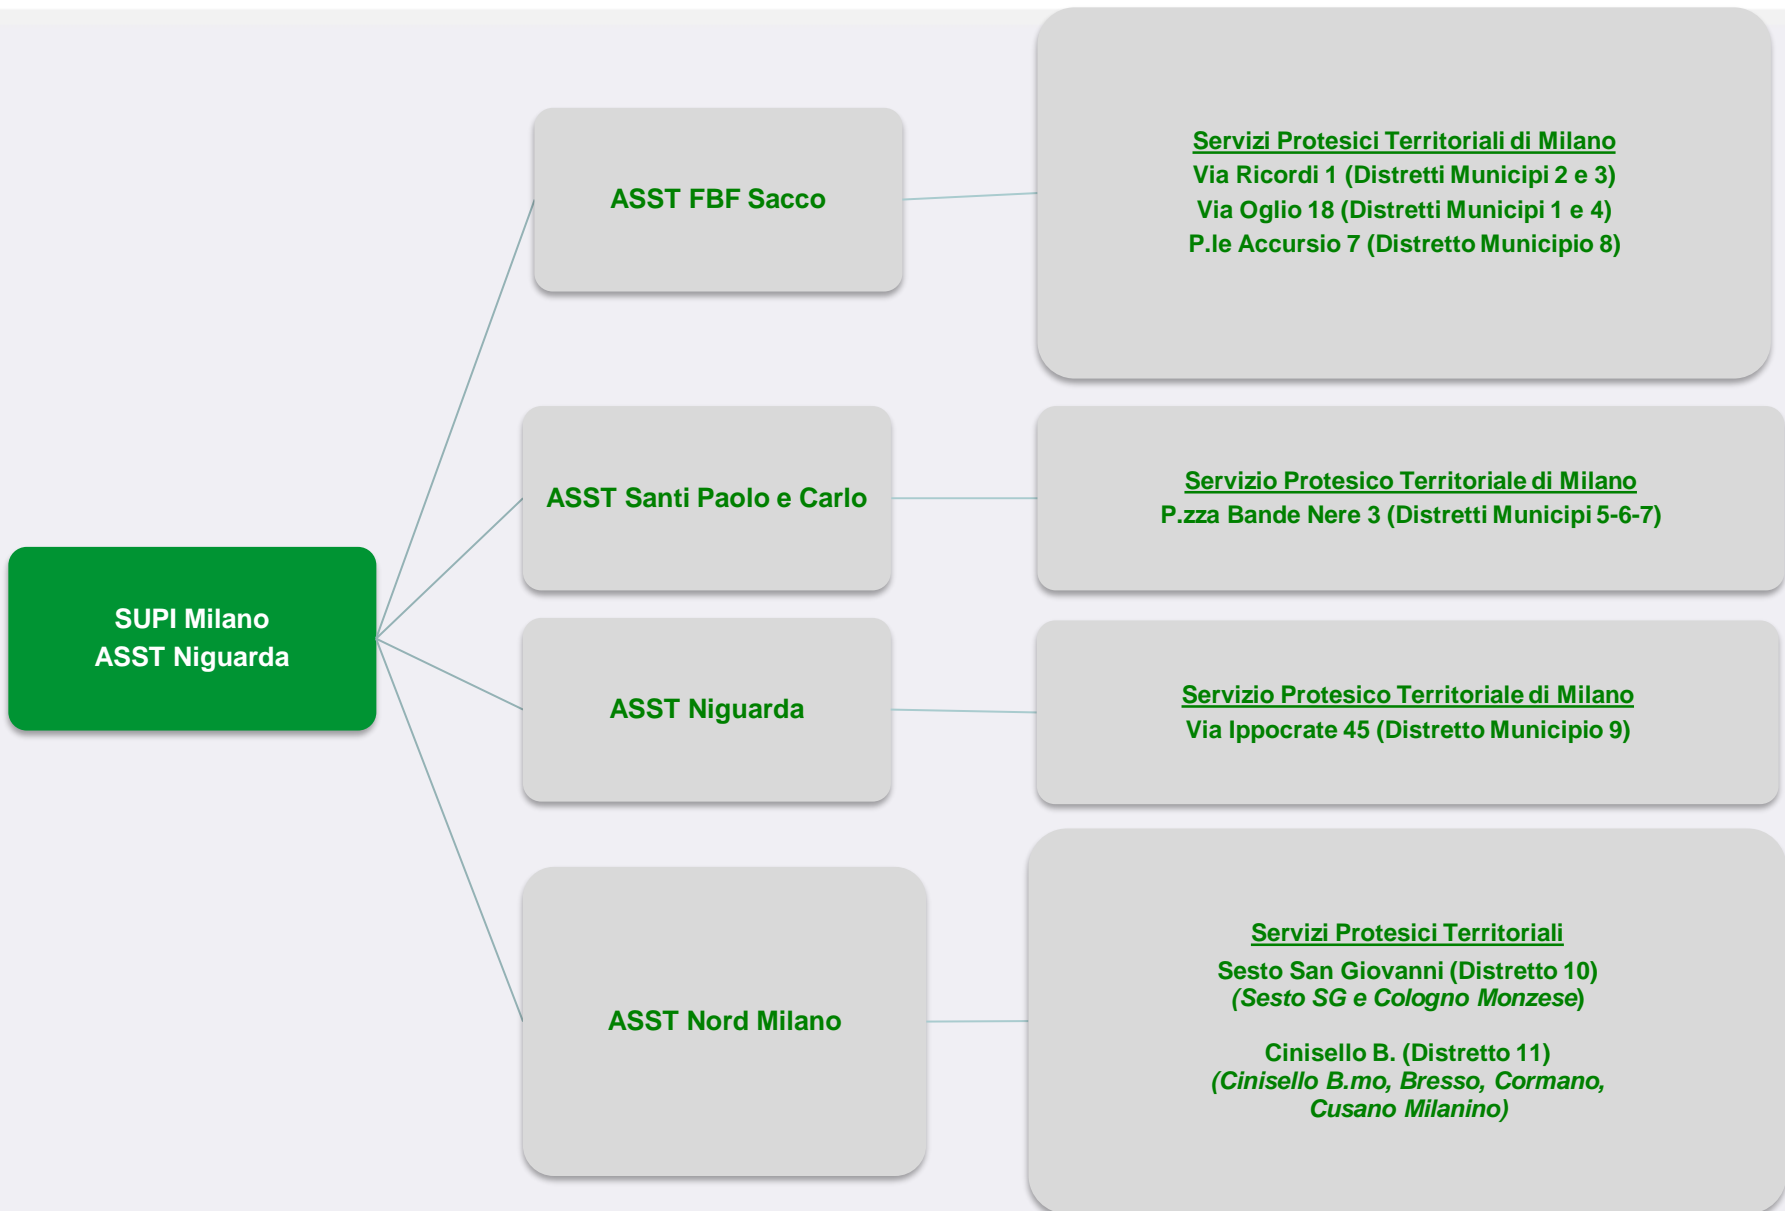 SUPI Milano
ASST Niguarda
ASST FBF Sacco
Servizi Protesici Territoriali di Milano
Via Ricordi 1 (Distretti Municipi 2 e 3)
Via Oglio 18 (Distretti Municipi 1 e 4)
P.le Accursio 7 (Distretto Municipio 8)
ASST Santi Paolo e Carlo
Servizio Protesico Territoriale di Milano
P.zza Bande Nere 3 (Distretti Municipi 5-6-7)
ASST Niguarda
Servizio Protesico Territoriale di Milano
Via Ippocrate 45 (Distretto Municipio 9)
ASST Nord Milano
Servizi Protesici Territoriali
Sesto San Giovanni (Distretto 10)
(Sesto SG e Cologno Monzese)
Cinisello B. (Distretto 11)
(Cinisello B.mo, Bresso, Cormano,
Cusano Milanino)